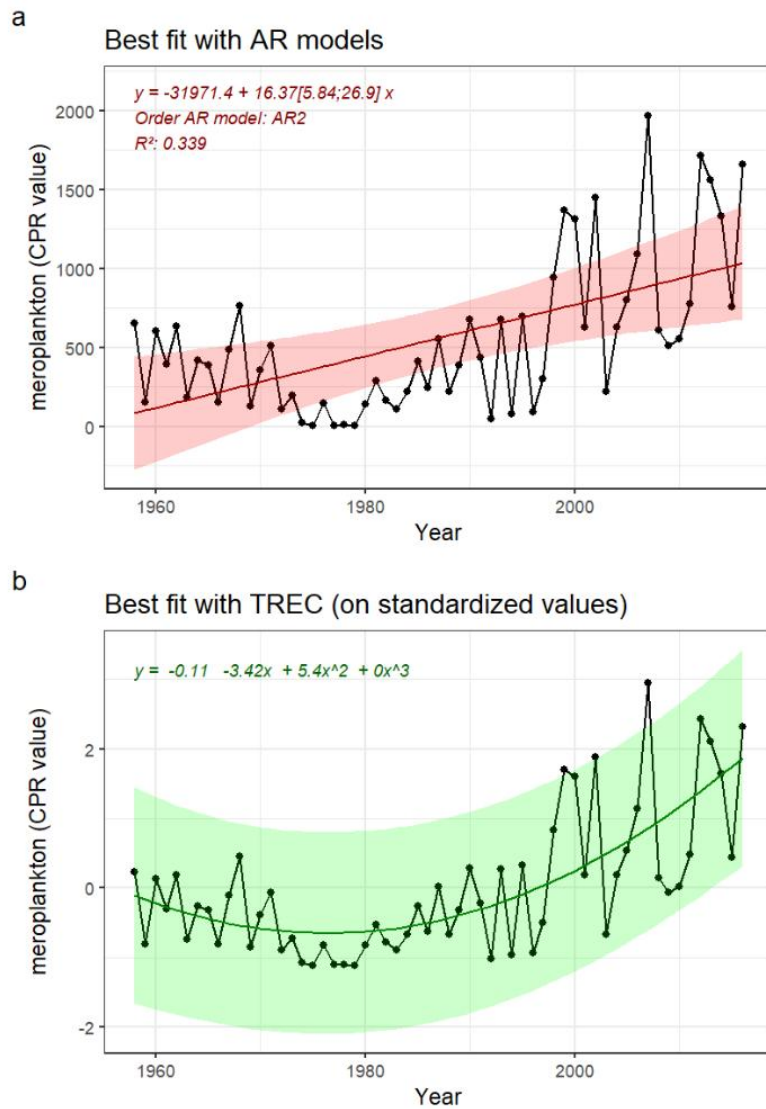 a
Best fit with AR models
y = -31971.4 + 16.37[5.84;26.9] x
Order AR model: AR2
R²: 0.339
2000
1500
1000
500
0
meroplankton (CPR value)
1960
1980
2000
Year
b
Best fit with TREC (on standardized values)
y = -0.11 -3.42x + 5.4x^2 + 0x^3
2
0
-2
meroplankton (CPR value)
1960
1980
2000
Year